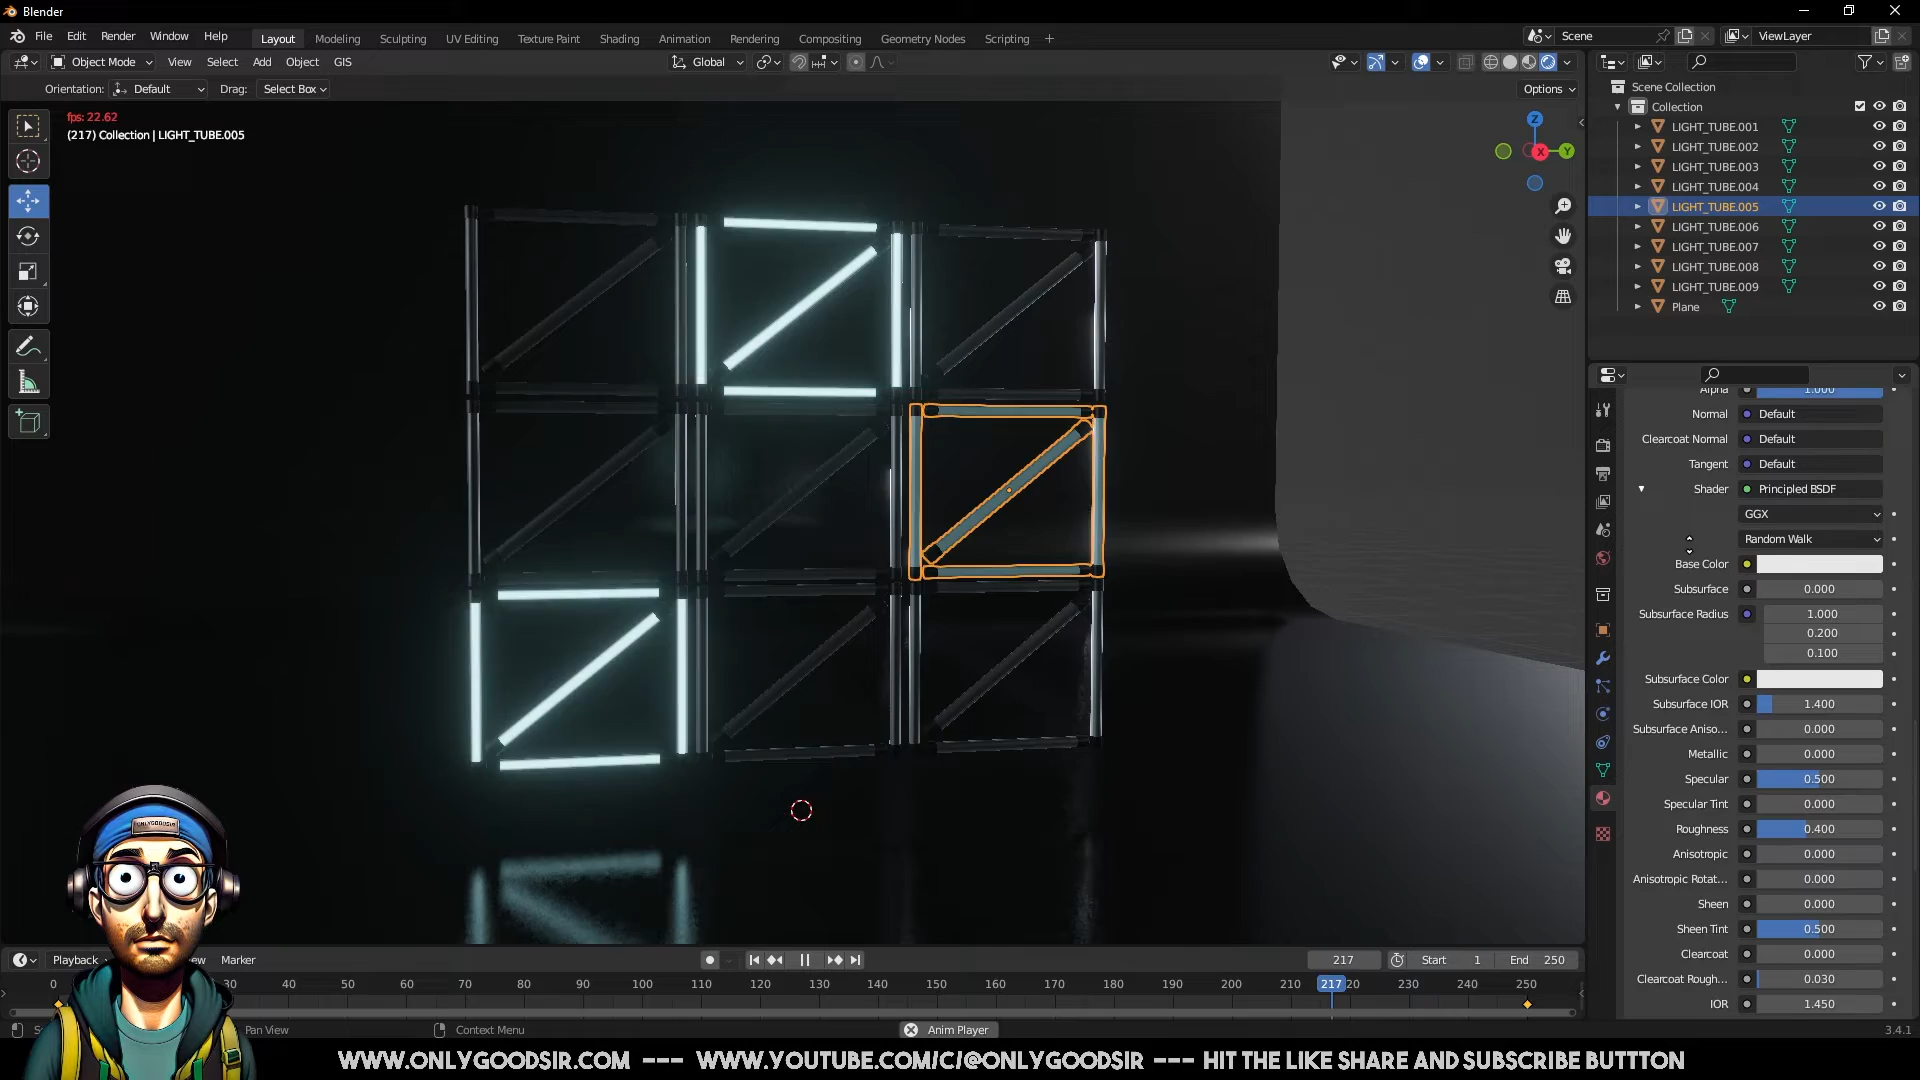 Blender
File Edit Render Window Help Layout Modeling Sculpting UV Editing Texture Paint Shading Animation Rendering Compositing Geometry Nodes Scripting Scene ViewLayer
Object Mode View Select Add Object GIS Global
Orientation: Default Drag: Select Box Options
fps: 22.62
(217) Collection | LIGHT_TUBE.005
Z
X
Y
Scene Collection
Collection
LIGHT_TUBE.001
LIGHT_TUBE.002
LIGHT_TUBE.003
LIGHT_TUBE.004
LIGHT_TUBE.005
LIGHT_TUBE.006
LIGHT_TUBE.007
LIGHT_TUBE.008
LIGHT_TUBE.009
Plane
Alpha 1.000
Normal Default
Clearcoat Normal Default
Tangent Default
Shader Principled BSDF
GGX
Random Walk
Base Color
Subsurface 0.000
Subsurface Radius 1.000
0.200
0.100
Subsurface Color
Subsurface IOR 1.400
Subsurface Aniso... 0.000
Metallic 0.000
Specular 0.500
Specular Tint 0.000
Roughness 0.400
Anisotropic 0.000
Anisotropic Rotat... 0.000
Sheen 0.000
Sheen Tint 0.500
Clearcoat 0.000
Clearcoat Rough... 0.030
IOR 1.450
ONLYGOODSIR
Playback Marker 217 Start 1 End 250
0 30 40 50 60 70 80 90 100 110 120 130 140 150 160 170 180 190 200 210 217 20 230 240 250
Pan View Context Menu Anim Player 3.4.1
WWW.ONLYGOODSIR.COM --- WWW.YOUTUBE.COM/C/@ONLYGOODSIR --- HIT THE LIKE SHARE AND SUBSCRIBE BUTTTON